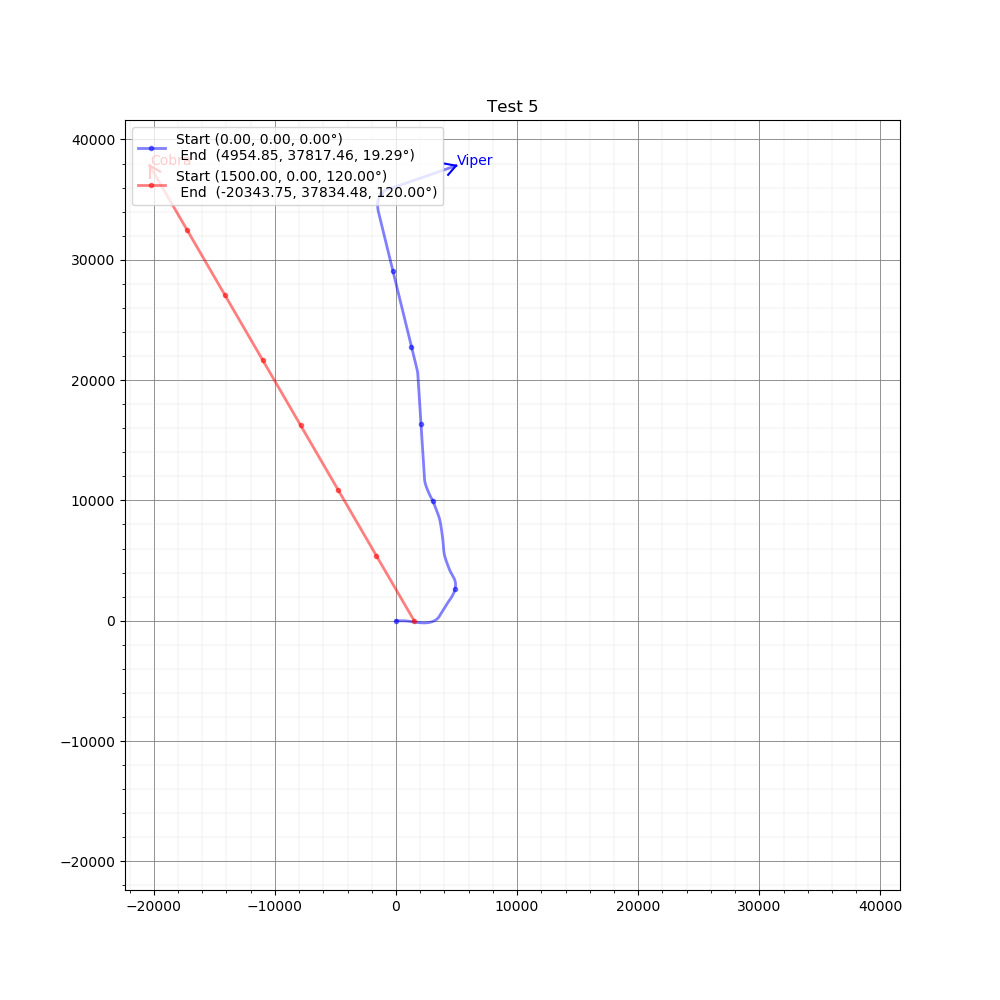 Test 5
Start (0.00, 0.00, 0.00°)
End (4954.85, 37817.46, 19.29°)
Start (1500.00, 0.00, 120.00°)
End (-20343.75, 37834.48, 120.00°)
Cobra
Viper
40000
30000
20000
10000
0
−10000
−20000
−20000 −10000 0 10000 20000 30000 40000